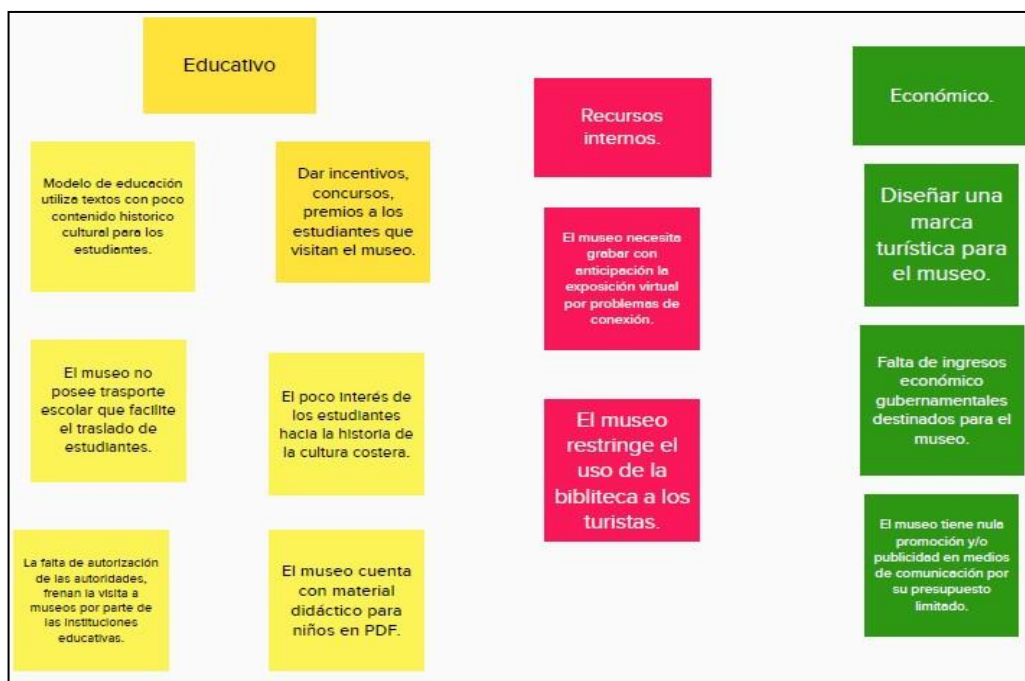 Educativo
Modelo de educación
utiliza textos con poco
contenido historico
cultural para los
estudiantes.
Dar incentivos,
concursos,
premios a los
estudiantes que
visitan el museo.
El museo no
posee trasporte
escolar que facilite
el traslado de
estudiantes.
El poco interés de
los estudiantes
hacia la historia de
la cultura costera.
La falta de autorización
de las autoridades,
frenan la visita a
museos por parte de
las instituciones
educativas.
El museo cuenta
con material
didáctico para
niños en PDF.
Recursos
internos.
El museo necesita
grabar con
anticipación la
exposición virtual
por problemas de
conexión.
El museo
restringe el
uso de la
bibliteca a los
turistas.
Económico.
Diseñar una
marca
turística para
el museo.
Falta de ingresos
económico
gubernamentales
destinados para el
museo.
El museo tiene nula
promoción y/o
publicidad en medios
de comunicación por
su presupuesto
limitado.